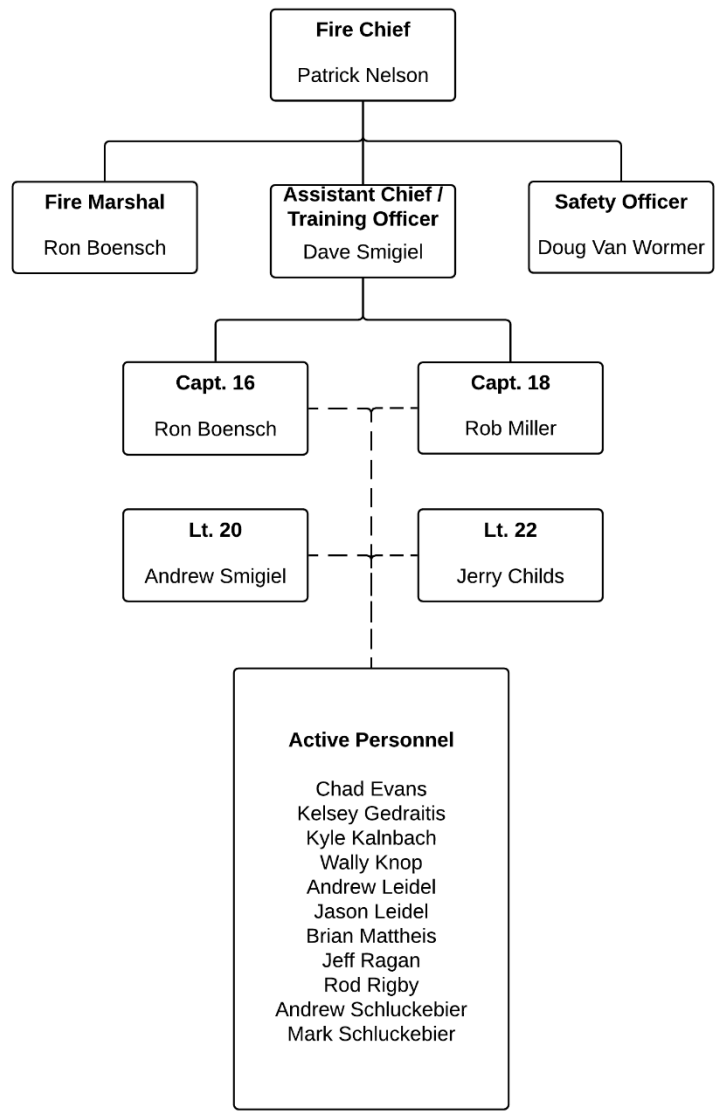 Fire Chief
Patrick Nelson
Fire Marshal
Ron Boensch
Assistant Chief /
Training Officer
Dave Smigiel
Safety Officer
Doug Van Wormer
Capt. 16
Ron Boensch
Capt. 18
Rob Miller
Lt. 20
Andrew Smigiel
Lt. 22
Jerry Childs
Active Personnel
Chad Evans
Kelsey Gedraitis
Kyle Kalnbach
Wally Knop
Andrew Leidel
Jason Leidel
Brian Mattheis
Jeff Ragan
Rod Rigby
Andrew Schluckebier
Mark Schluckebier